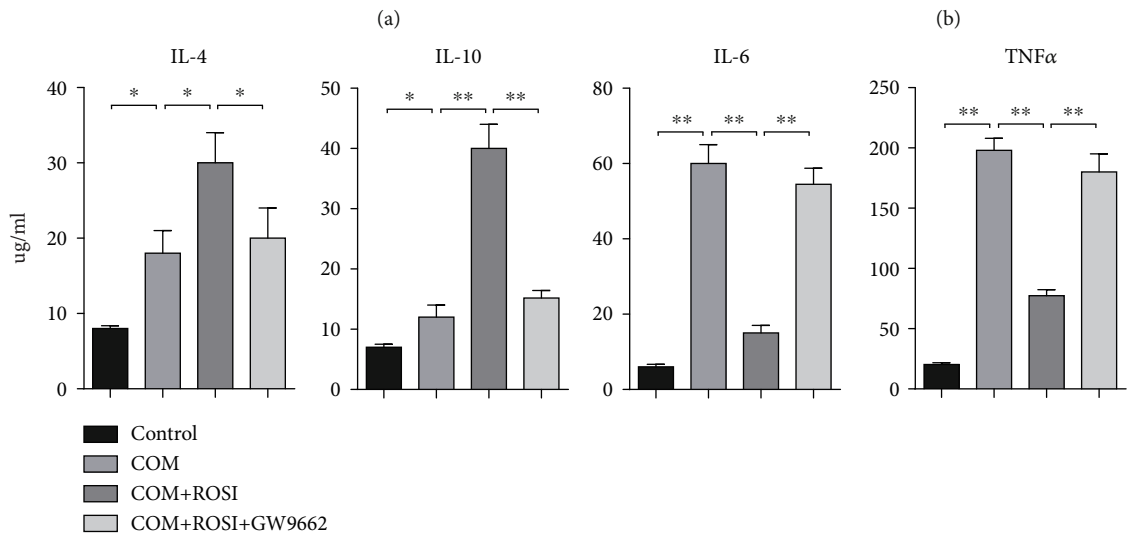 (a)
(b)
IL-4
IL-10
IL-6
TNFα
40
30
20
10
0
ug/ml
* * *
50
40
30
20
10
0
* ** **
80
60
40
20
0
** ** **
250
200
150
100
50
0
** ** **
Control
COM
COM+ROSI
COM+ROSI+GW9662